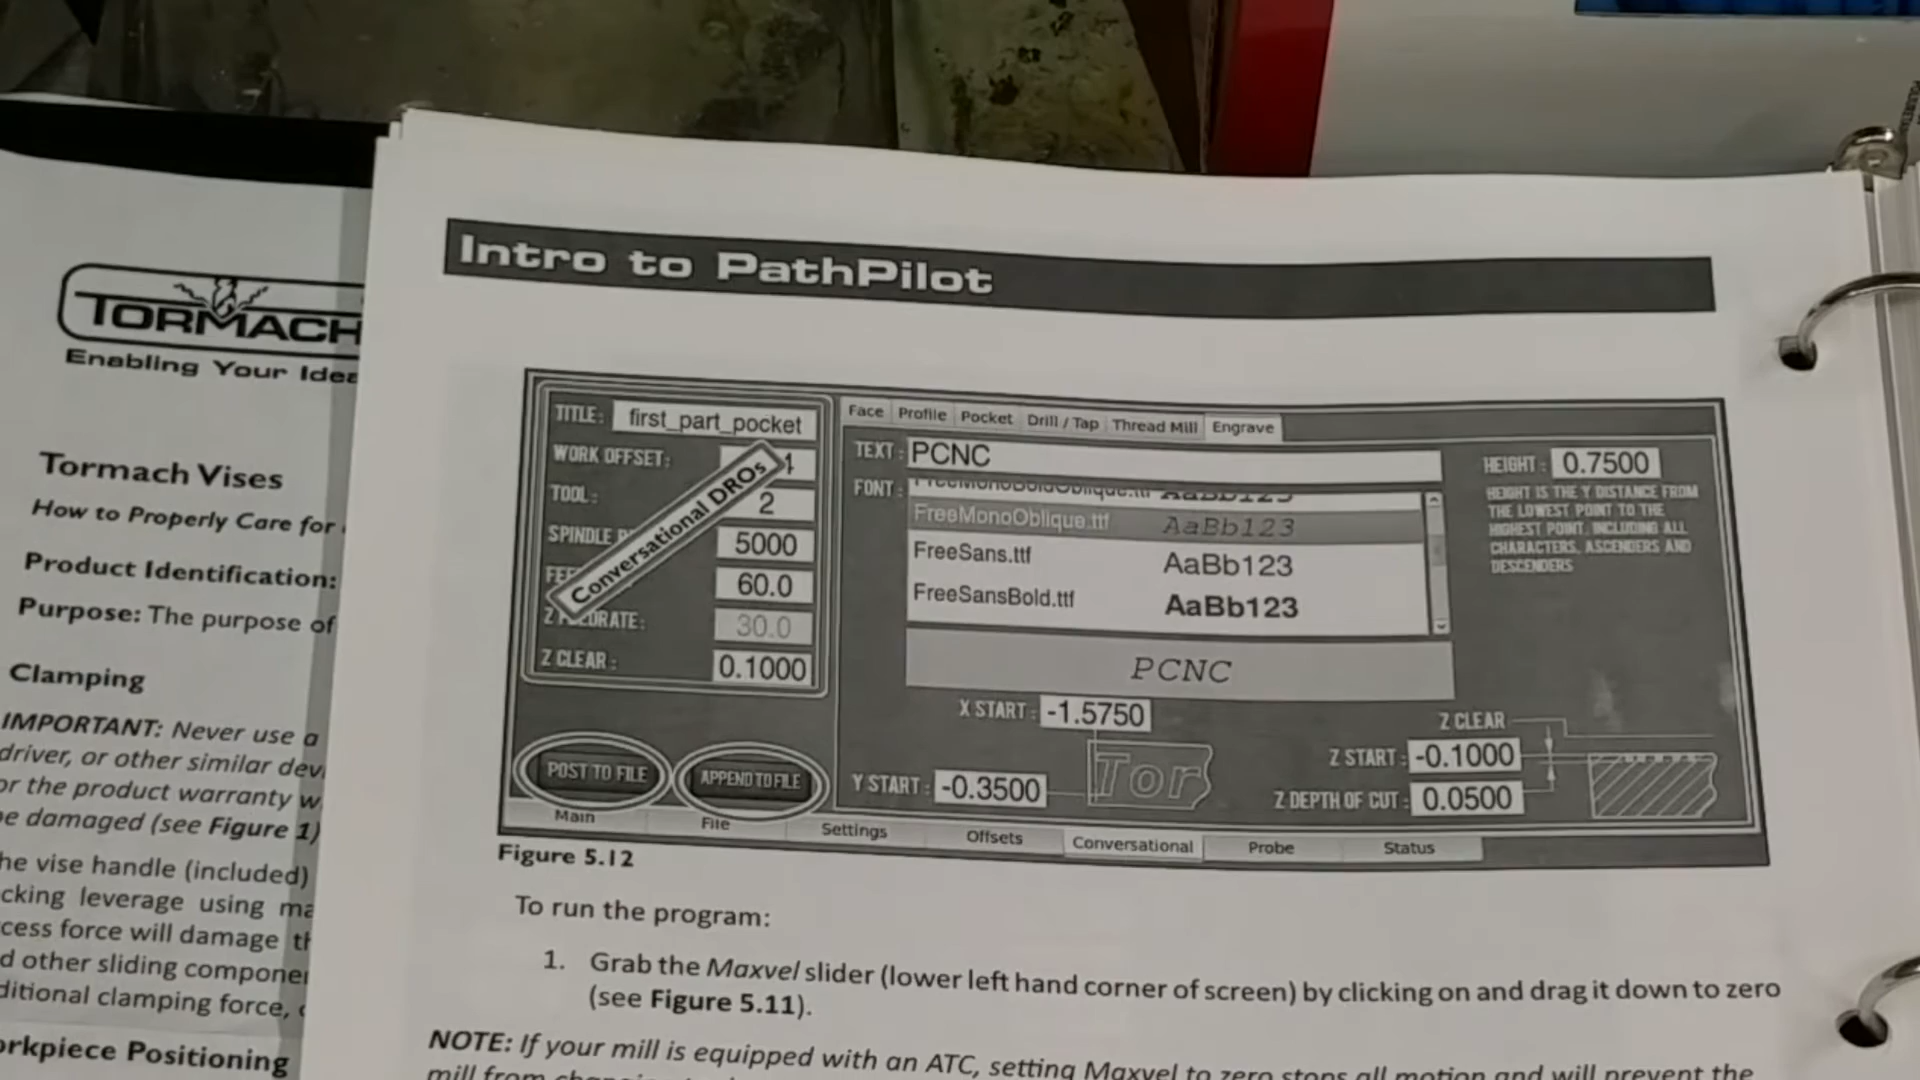 TORMACH
Enabling Your
Tormach Vises
How to Properly Care for
Product Identification:
Purpose: The purpose of
Clamping
IMPORTANT: Never use a
driver, or other similar
or the product warranty
be damaged (see Figure 1)
he vise handle (included)
cking leverage using
cess force will damage
d other sliding
ditional clamping force,
orkpiece Positioning
Intro to PathPilot
TITLE: first_part_pocket
WORK OFFSET:
TOOL: 2
SPINDLE 5000
60.0
Z 30.0
Z CLEAR: 0.1000
Conversational DROs
POST TO FILE
APPEND TO FILE
Face Profile Pocket Drill / Tap Thread Mill Engrave
TEXT: PCNC
FONT:
FreeMonoOblique.ttf AaBb123
FreeSans.ttf AaBb123
FreeSansBold.ttf AaBb123
PCNC
HEIGHT: 0.7500
HEIGHT IS THE Y DISTANCE FROM
THE LOWEST POINT TO THE
HIGHEST POINT, INCLUDING ALL
CHARACTERS, ASCENDERS AND
DESCENDERS
X START: -1.5750
Y START: -0.3500
Tor
Z CLEAR
Z START: -0.1000
Z DEPTH OF CUT: 0.0500
Main File Settings Offsets Conversational Probe Status
Figure 5.12
To run the program:
1. Grab the Maxvel slider (lower left hand corner of screen) by clicking on and drag it down to zero
(see Figure 5.11).
NOTE: If your mill is equipped with an ATC, setting Maxvel to zero stops all motion and will prevent the
mill from